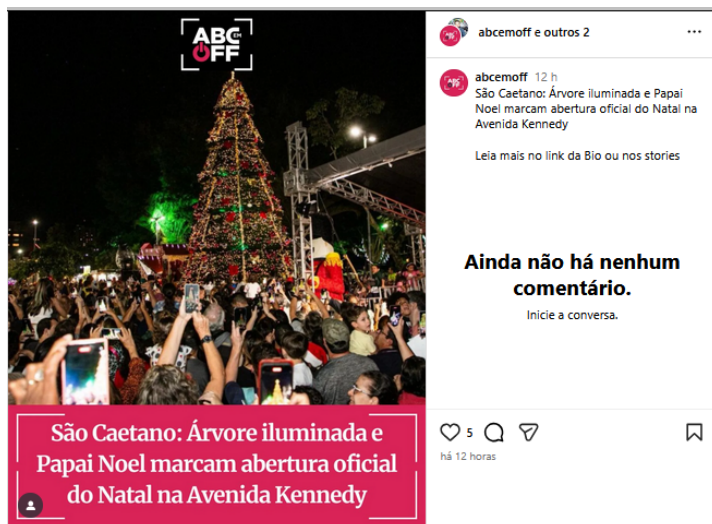 ABC EM
OFF
São Caetano: Árvore iluminada e
Papai Noel marcam abertura oficial
do Natal na Avenida Kennedy
abcemoff e outros 2
abcemoff 12 h
São Caetano: Árvore iluminada e Papai
Noel marcam abertura oficial do Natal na
Avenida Kennedy
Leia mais no link da Bio ou nos stories
Ainda não há nenhum
comentário.
Inicie a conversa.
5
há 12 horas